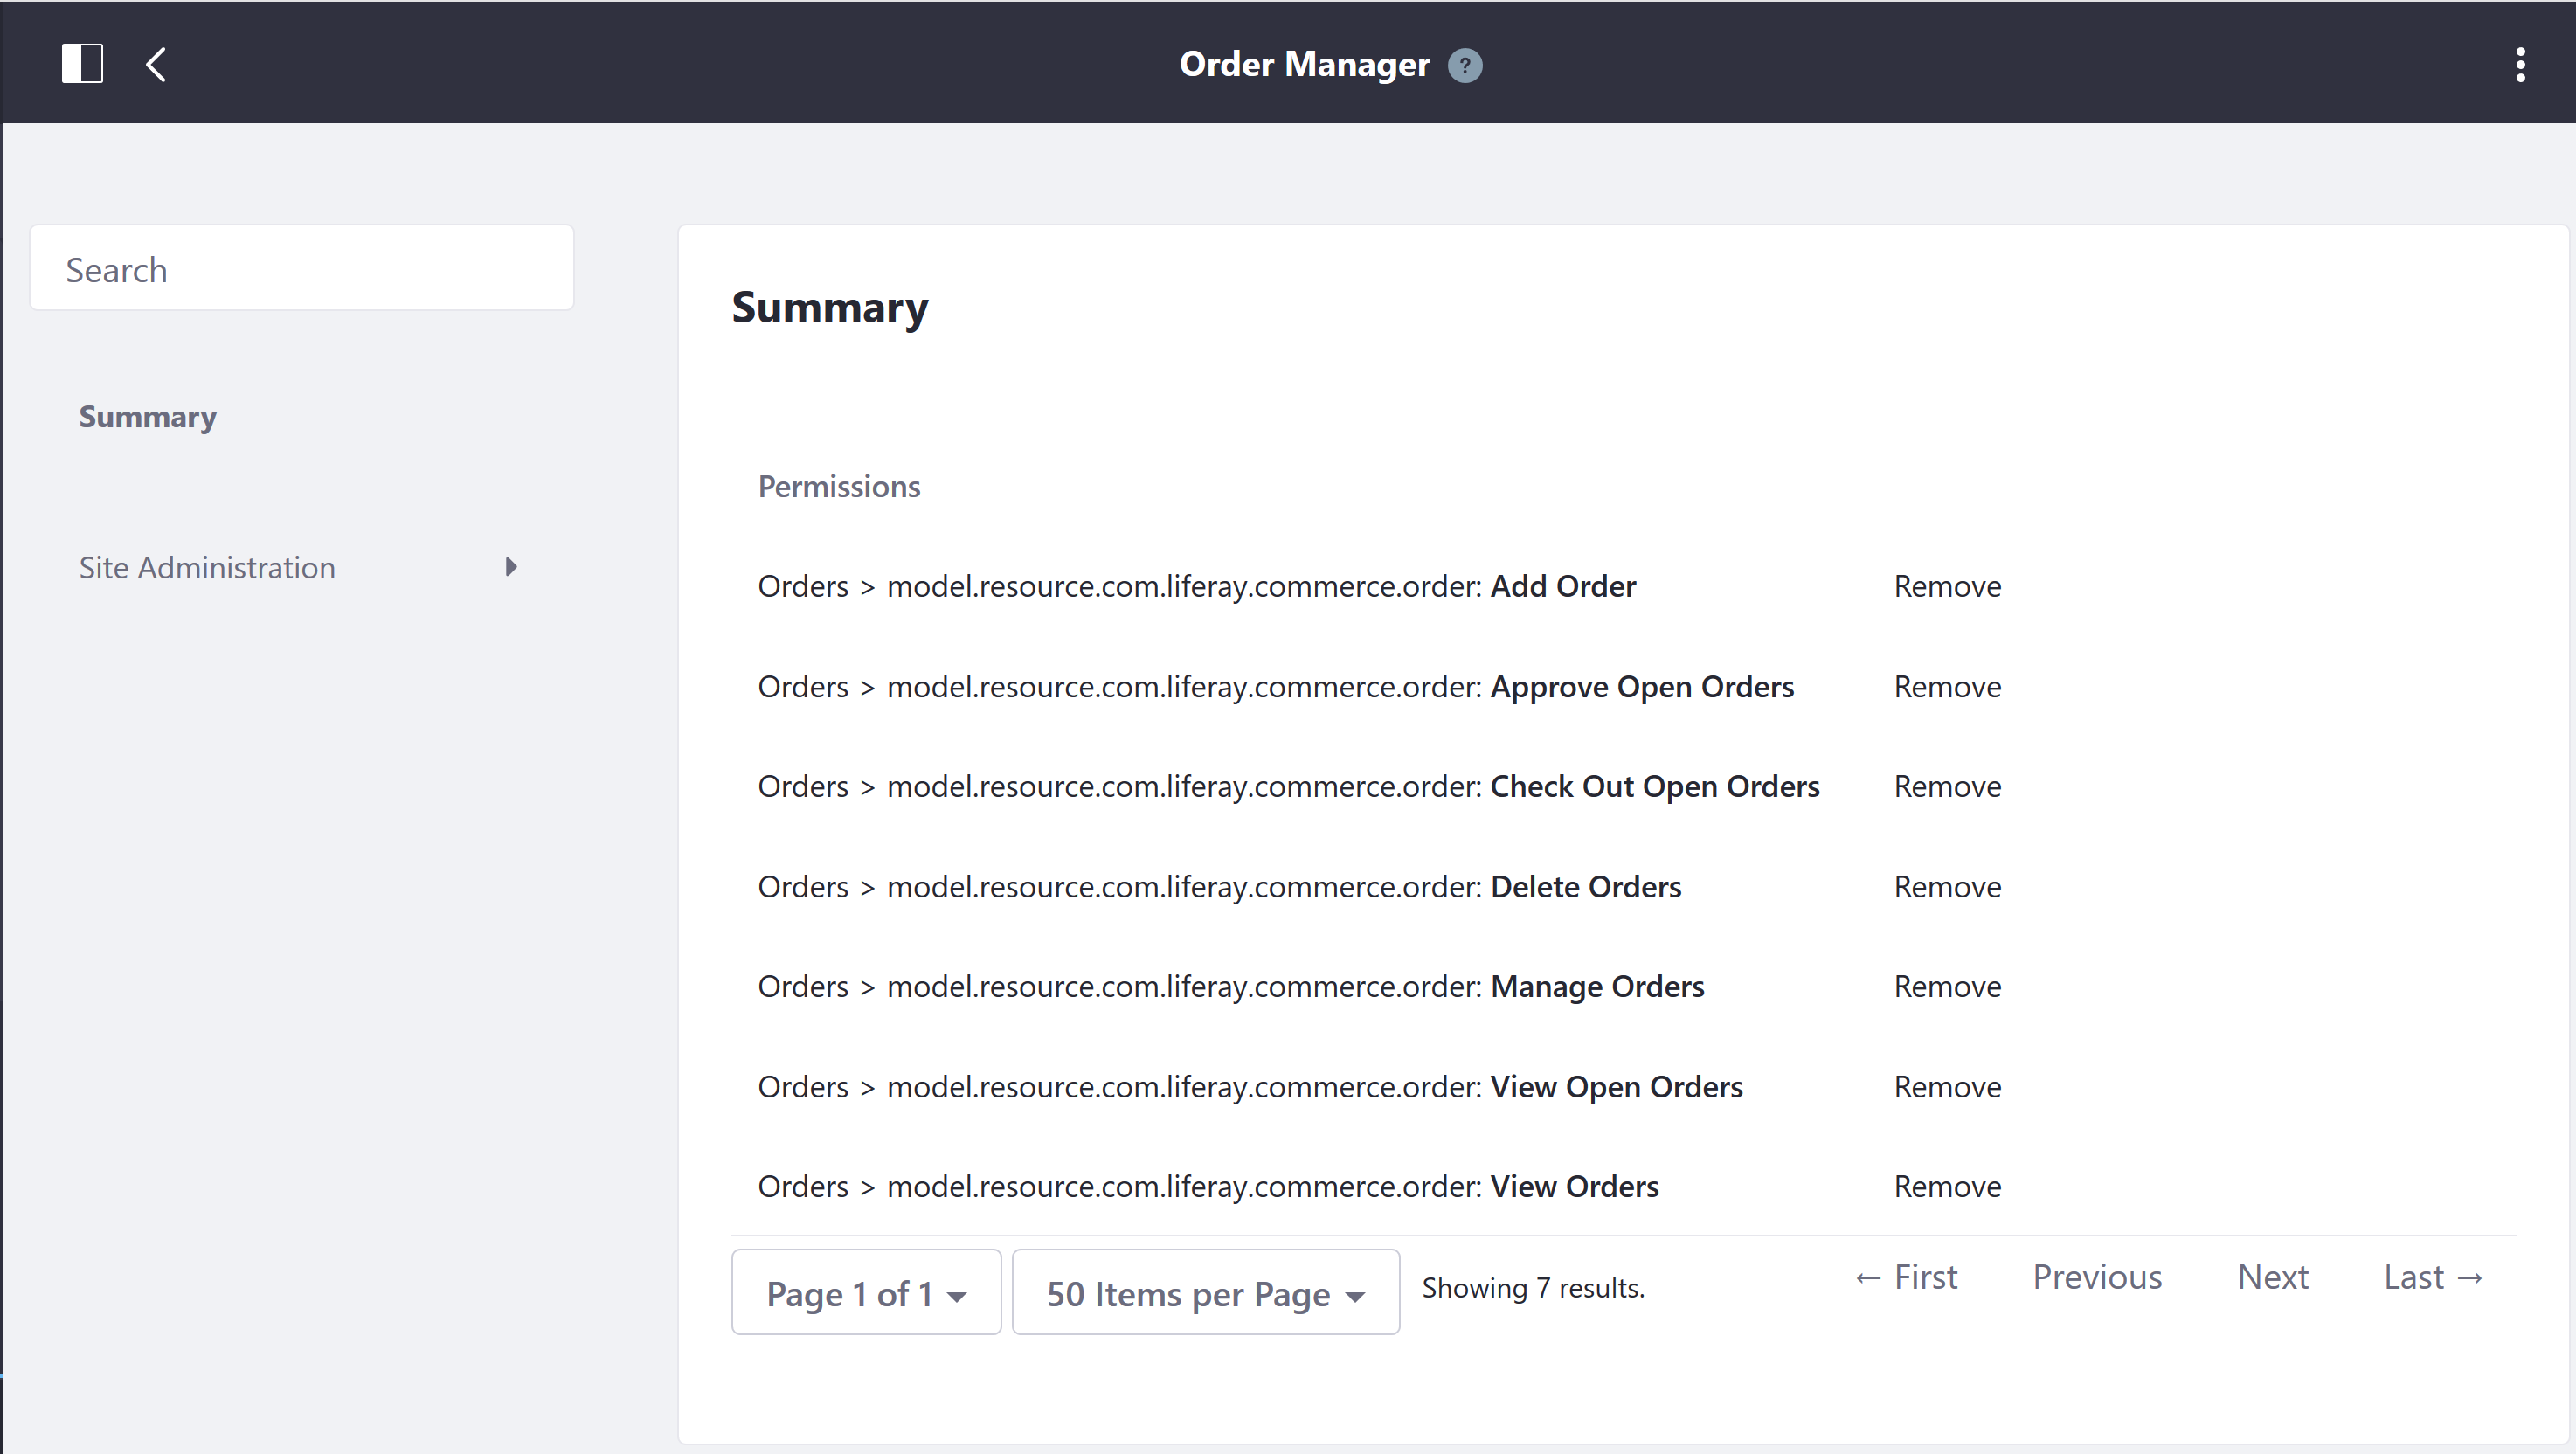 Order Manager ?
Search
Summary
Site Administration
Summary
Permissions
Orders > model.resource.com.liferay.commerce.order: Add Order Remove
Orders > model.resource.com.liferay.commerce.order: Approve Open Orders Remove
Orders > model.resource.com.liferay.commerce.order: Check Out Open Orders Remove
Orders > model.resource.com.liferay.commerce.order: Delete Orders Remove
Orders > model.resource.com.liferay.commerce.order: Manage Orders Remove
Orders > model.resource.com.liferay.commerce.order: View Open Orders Remove
Orders > model.resource.com.liferay.commerce.order: View Orders Remove
Page 1 of 1 50 Items per Page Showing 7 results. ← First Previous Next Last →